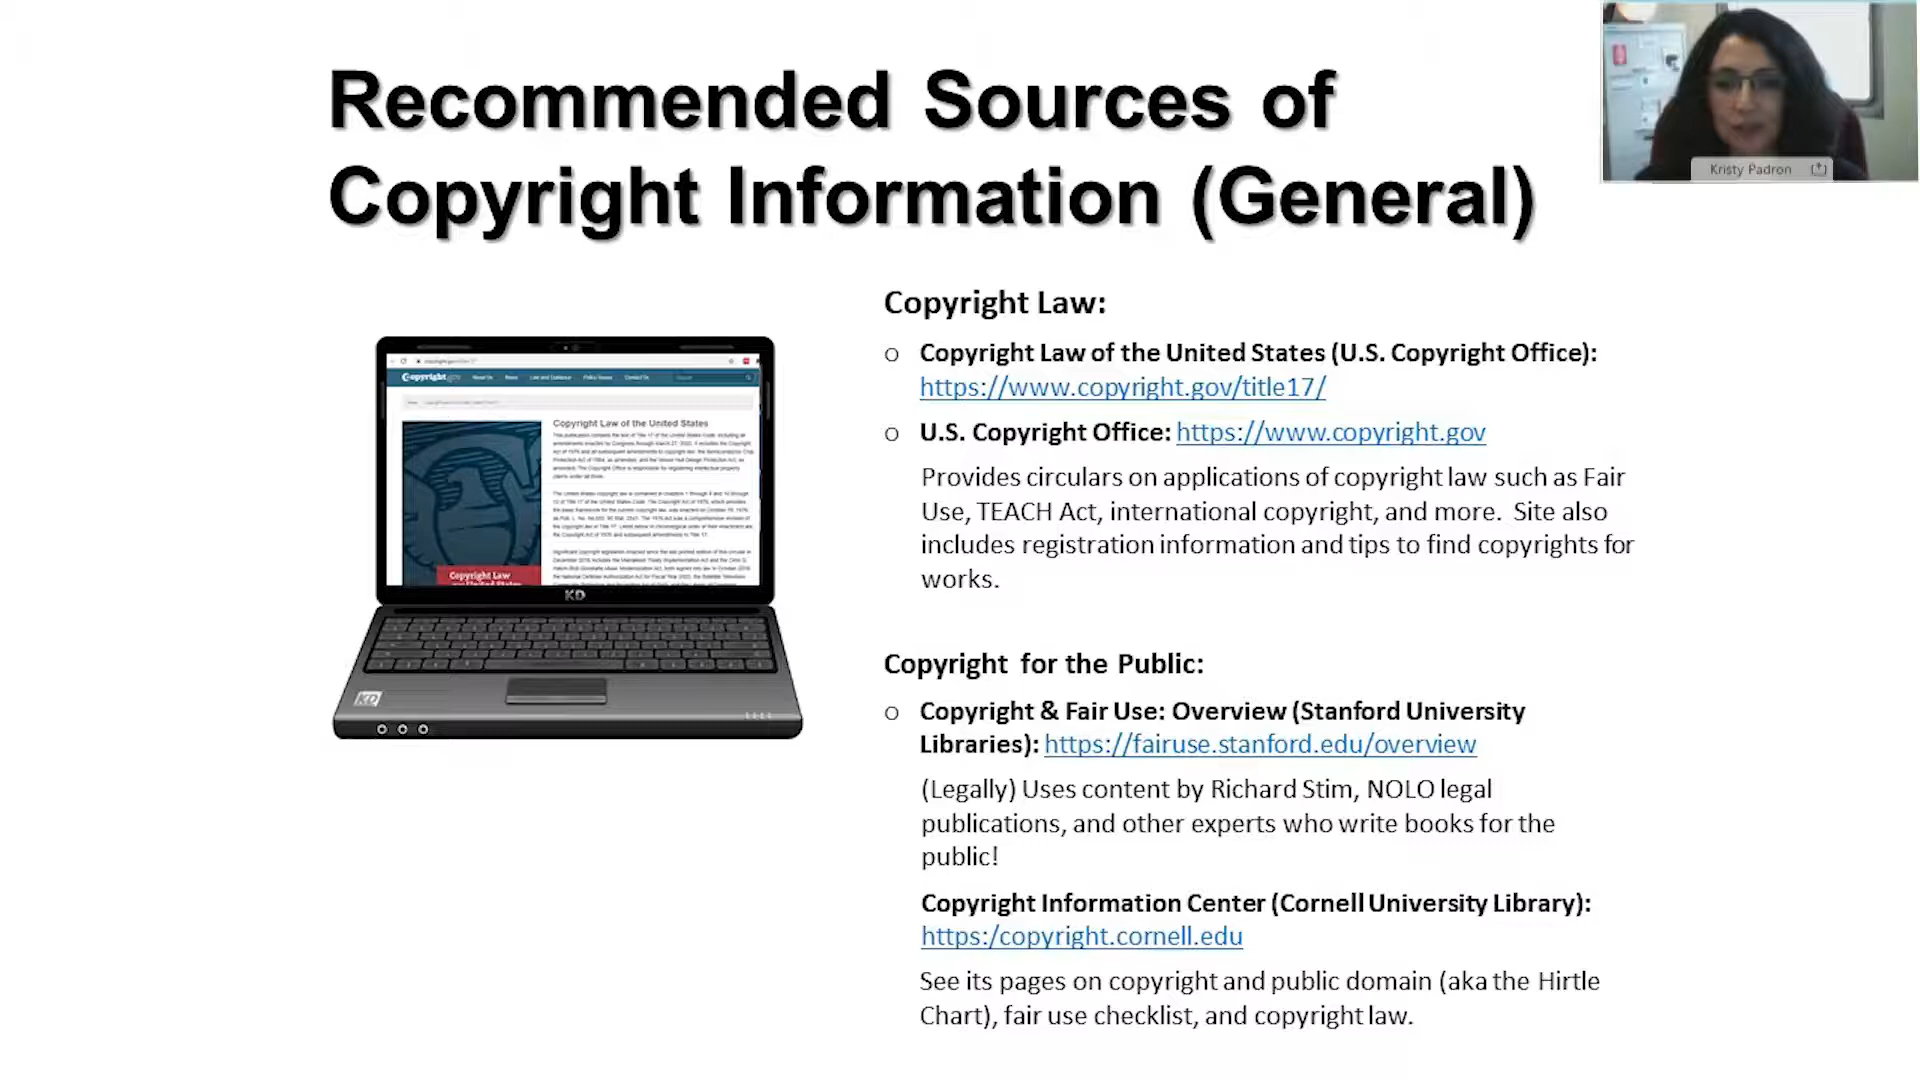 Recommended Sources of
Copyright Information (General)
Kristy Padron
Copyright Law:
o Copyright Law of the United States (U.S. Copyright Office):
https://www.copyright.gov/title17/
o U.S. Copyright Office: https://www.copyright.gov
Provides circulars on applications of copyright law such as Fair
Use, TEACH Act, international copyright, and more. Site also
includes registration information and tips to find copyrights for
works.
Copyright.gov
Copyright Law of the United States
Copyright Law
KD
KD
Copyright for the Public:
o Copyright & Fair Use: Overview (Stanford University
Libraries): https://fairuse.stanford.edu/overview
(Legally) Uses content by Richard Stim, NOLO legal
publications, and other experts who write books for the
public!
Copyright Information Center (Cornell University Library):
https:/copyright.cornell.edu
See its pages on copyright and public domain (aka the Hirtle
Chart), fair use checklist, and copyright law.